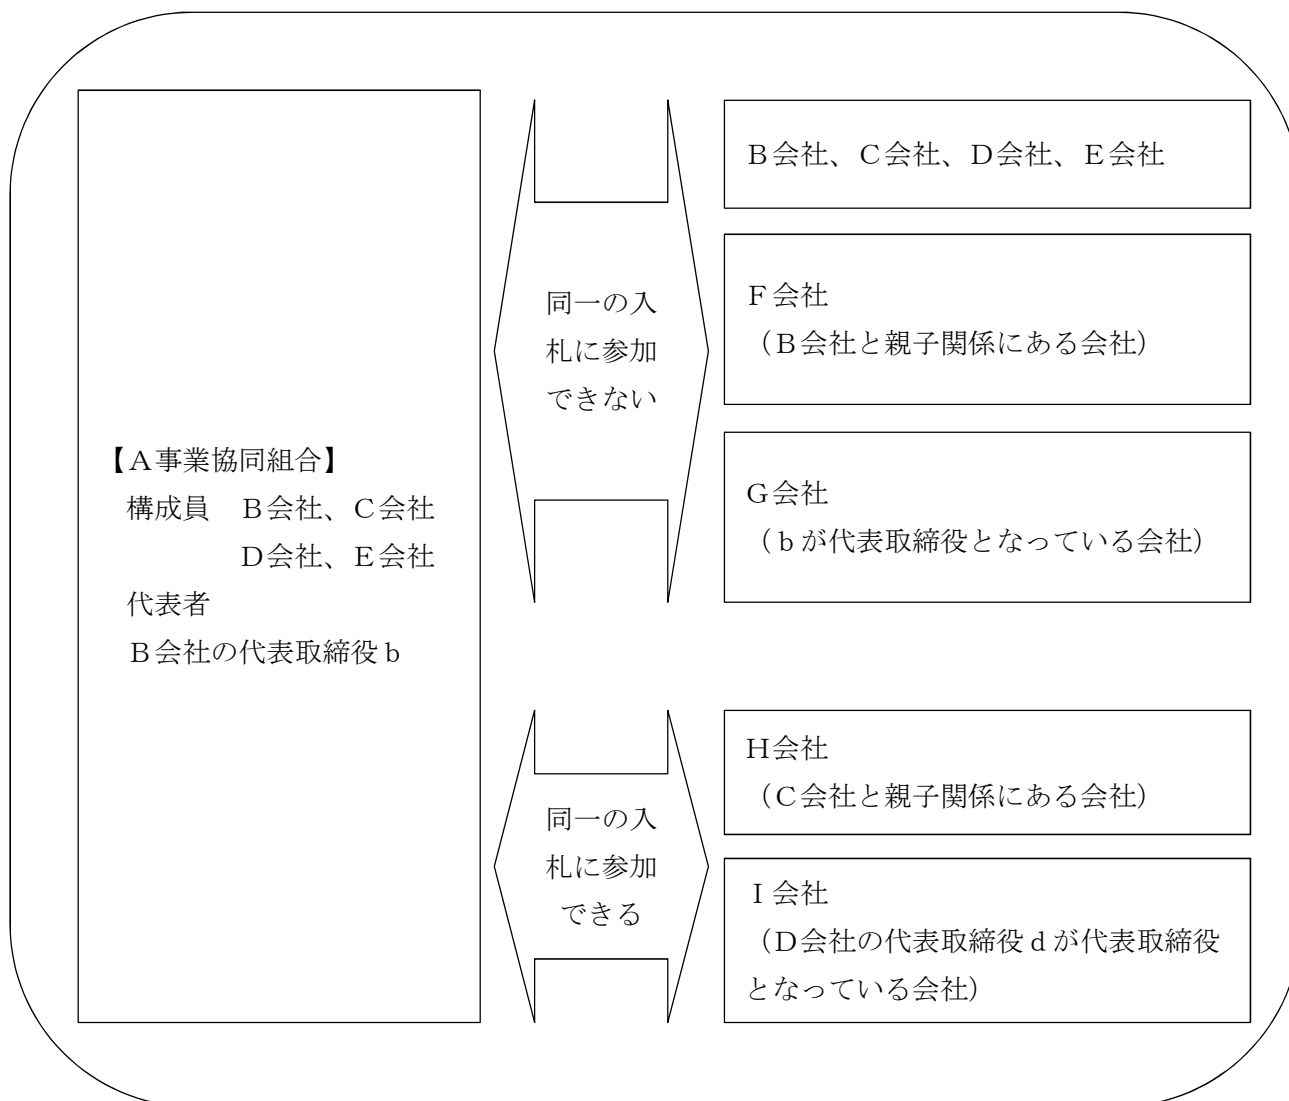 【Ａ事業協同組合】
構成員　Ｂ会社、Ｃ会社
Ｄ会社、Ｅ会社
代表者
Ｂ会社の代表取締役ｂ
同一の入
札に参加
できない
Ｂ会社、Ｃ会社、Ｄ会社、Ｅ会社
Ｆ会社
（Ｂ会社と親子関係にある会社）
Ｇ会社
（ｂが代表取締役となっている会社）
同一の入
札に参加
できる
Ｈ会社
（Ｃ会社と親子関係にある会社）
Ｉ会社
（Ｄ会社の代表取締役ｄが代表取締役
となっている会社）